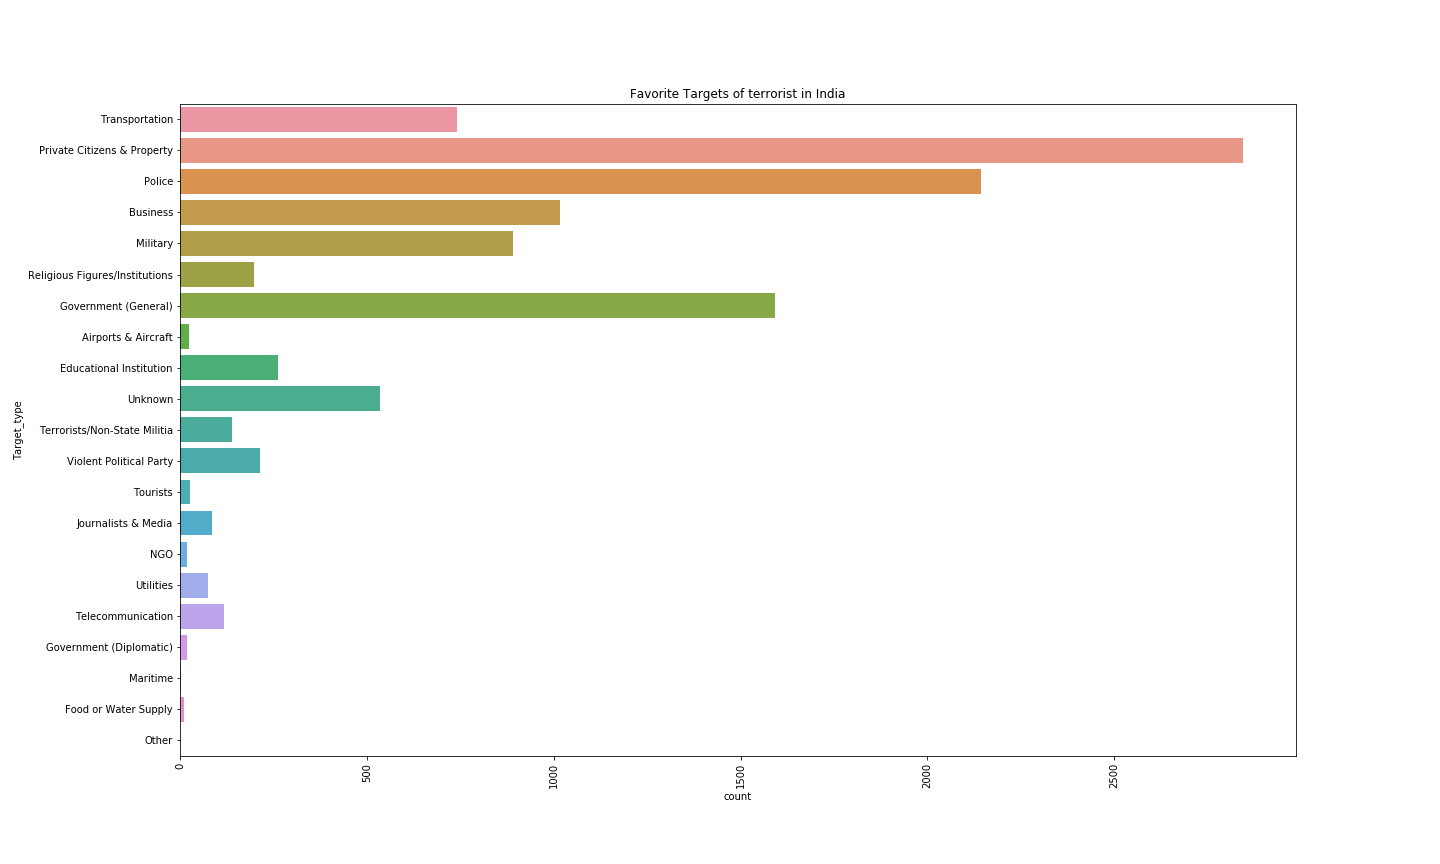 Favorite Targets of terrorist in India
Transportation
Private Citizens & Property
Police
Business
Military
Religious Figures/Institutions
Government (General)
Airports & Aircraft
Educational Institution
Unknown
Terrorists/Non-State Militia
Violent Political Party
Tourists
Journalists & Media
NGO
Utilities
Telecommunication
Government (Diplomatic)
Maritime
Food or Water Supply
Other
Target_type
0 500 1000 1500 2000 2500
count